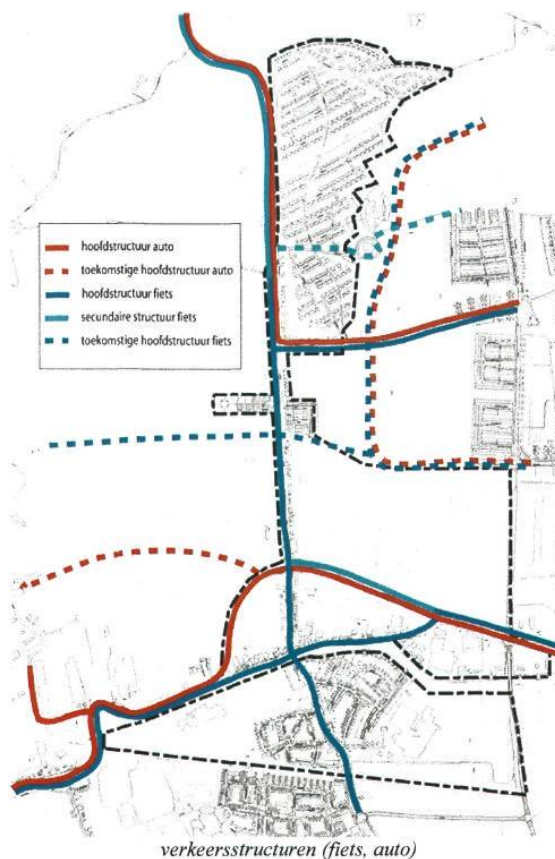 hoofdstructuur auto
toekomstige hoofdstructuur auto
hoofdstructuur fiets
secundaire structuur fiets
toekomstige hoofdstructuur fiets
verkeersstructuren (fiets, auto)